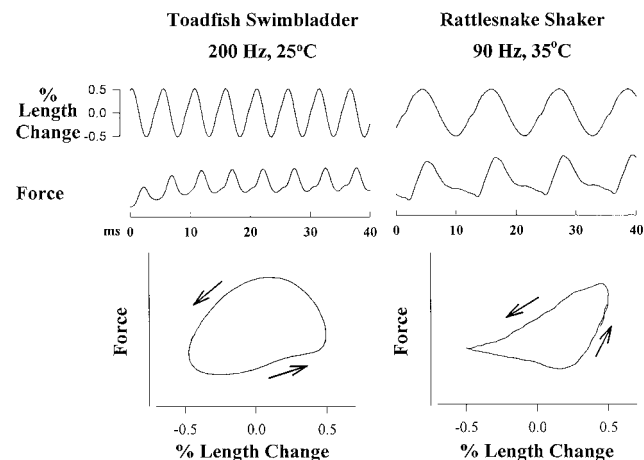 Toadfish Swimbladder
200 Hz, 25°C
Rattlesnake Shaker
90 Hz, 35°C
%
Length
Change
0.5
0.0
-0.5
Force
ms
0 10 20 30 40
0 10 20 30 40
Force
-0.5 0.0 0.5
% Length Change
Force
-0.5 0.0 0.5
% Length Change